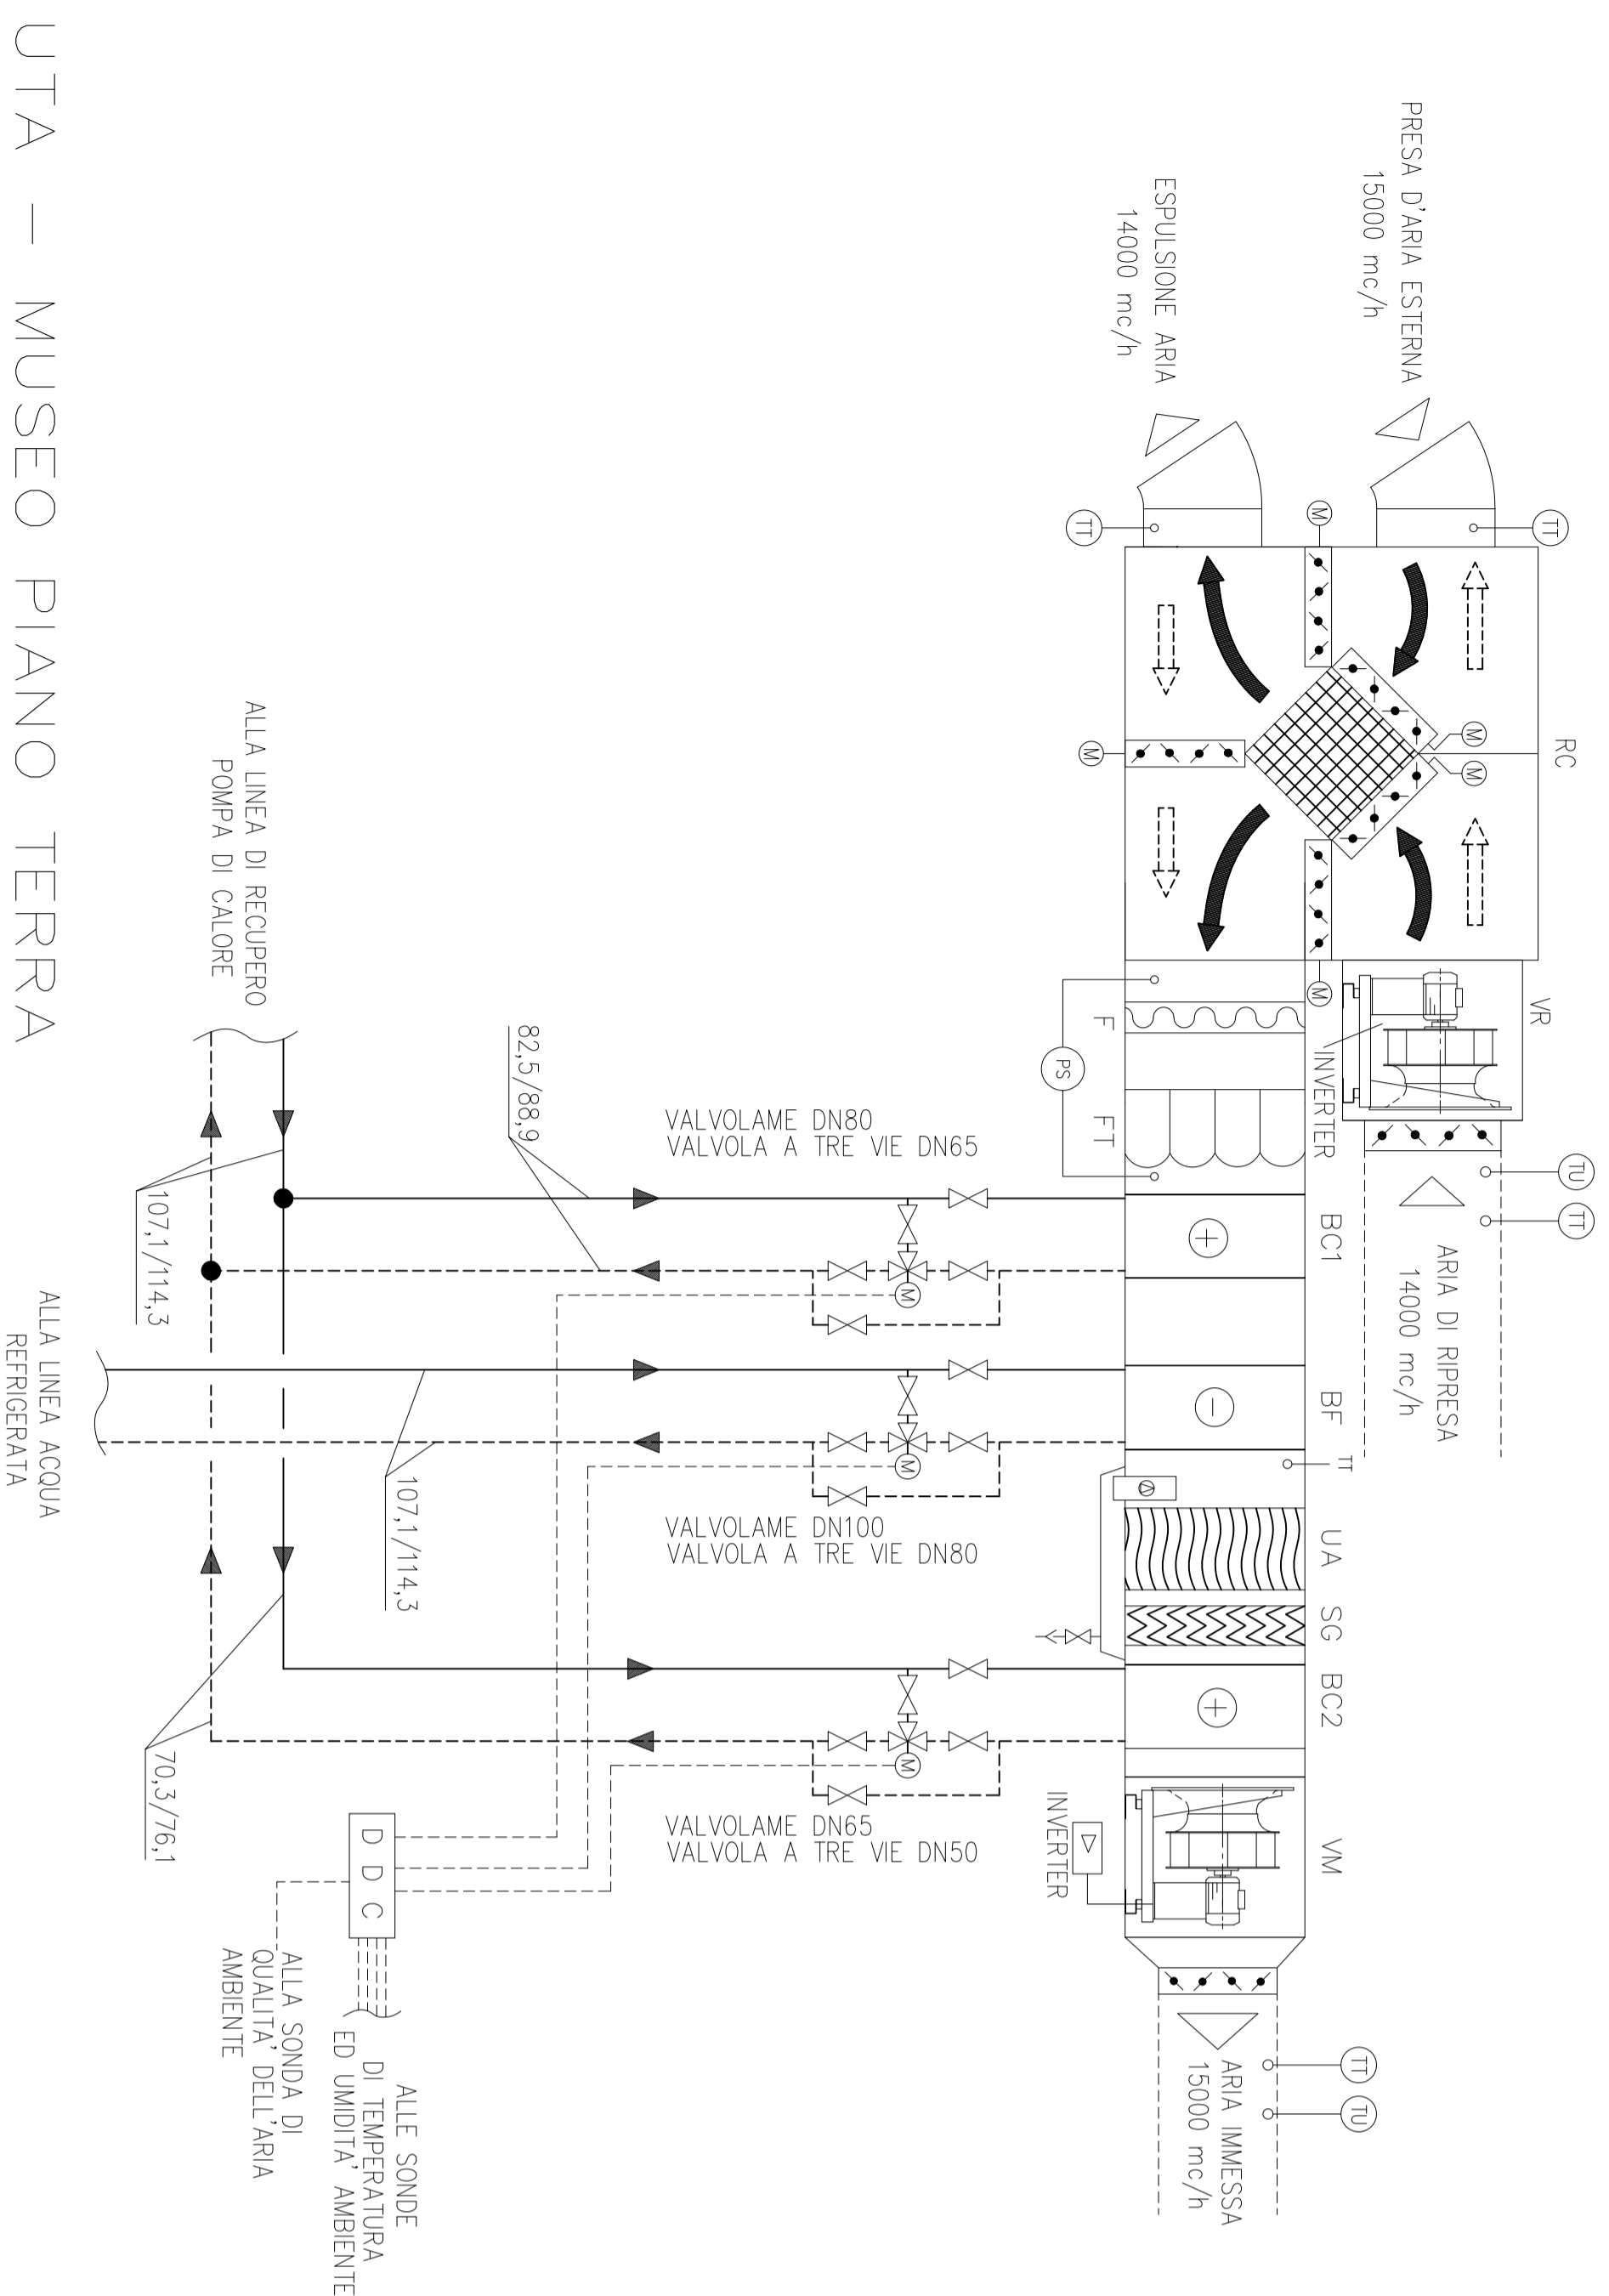 UTA — MUSEO PIANO TERRA
PRESA D'ARIA ESTERNA
15000 mc/h
ESPULSIONE ARIA
14000 mc/h
TT
TT
M
M
M
M
M
RC
VR
INVERTER
F
PS
FT
TU
TT
ARIA DI RIPRESA
14000 mc/h
BC1
BF
TT
UA
SG
BC2
VM
INVERTER
TT
TU
ARIA IMMESSA
15000 mc/h
VALVOLAME DN80
VALVOLA A TRE VIE DN65
M
82,5/88,9
VALVOLAME DN100
VALVOLA A TRE VIE DN80
M
107,1/114,3
VALVOLAME DN65
VALVOLA A TRE VIE DN50
M
70,3/76,1
ALLA LINEA DI RECUPERO
POMPA DI CALORE
107,1/114,3
ALLA LINEA ACQUA
REFRIGERATA
D D C
ALLE SONDE
DI TEMPERATURA
ED UMIDITA' AMBIENTE
ALLA SONDA DI
QUALITA' DELL'ARIA
AMBIENTE